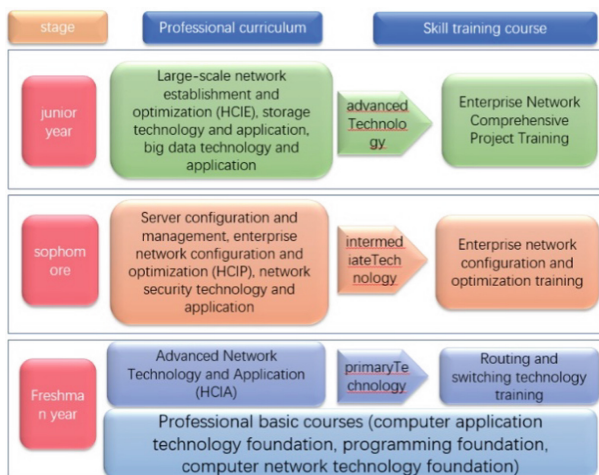 stage
Professional curriculum
Skill training course
junior
year
Large-scale network
establishment and
optimization (HCIE), storage
technology and application,
big data technology and
application
advanced
Technolo
gy
Enterprise Network
Comprehensive
Project Training
sophom
ore
Server configuration and
management, enterprise
network configuration and
optimization (HCIP), network
security technology and
application
intermed
iateTech
nology
Enterprise network
configuration and
optimization training
Freshma
n year
Advanced Network
Technology and Application
(HCIA)
primaryTe
chnology
Routing and
switching technology
training
Professional basic courses (computer application
technology foundation, programming foundation,
computer network technology foundation)